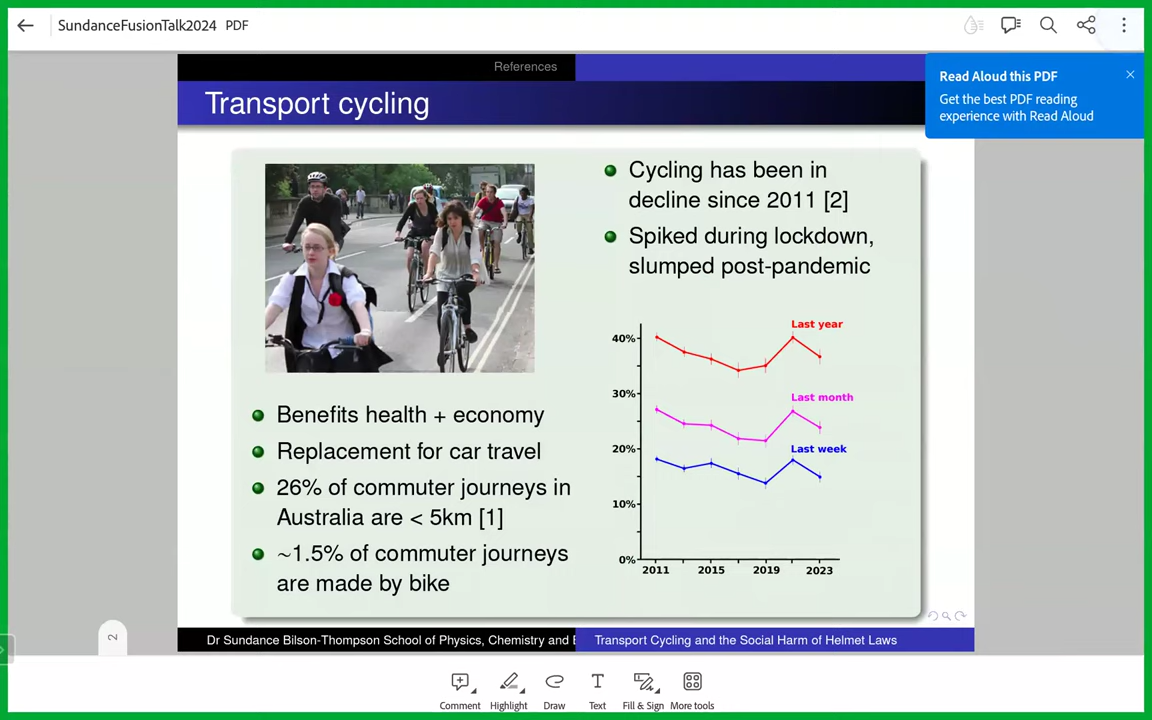 SundanceFusionTalk2024 PDF
Read Aloud this PDF
Get the best PDF reading
experience with Read Aloud
References
Transport cycling
Benefits health + economy
Replacement for car travel
26% of commuter journeys in
Australia are < 5km [1]
~1.5% of commuter journeys
are made by bike
Cycling has been in
decline since 2011 [2]
Spiked during lockdown,
slumped post-pandemic
Last year
Last month
Last week
40%
30%
20%
10%
0%
2011 2015 2019 2023
2
Dr Sundance Bilson-Thompson School of Physics, Chemistry and
Transport Cycling and the Social Harm of Helmet Laws
Comment Highlight Draw Text Fill & Sign More tools